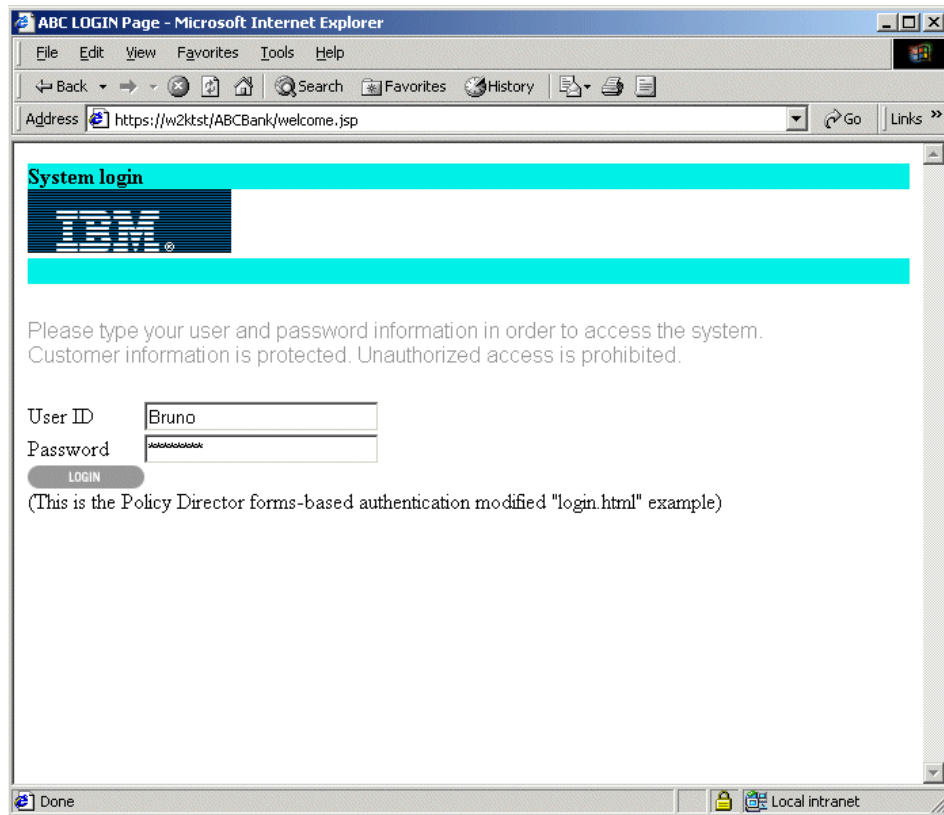 ABC LOGIN Page - Microsoft Internet Explorer
File Edit View Favorites Tools Help
Back Search Favorites History
Address https://w2ktst/ABCBank/welcome.jsp Go Links »
System login
IBM®
Please type your user and password information in order to access the system.
Customer information is protected. Unauthorized access is prohibited.
User ID Bruno
Password **********
LOGIN
(This is the Policy Director forms-based authentication modified "login.html" example)
Done Local intranet